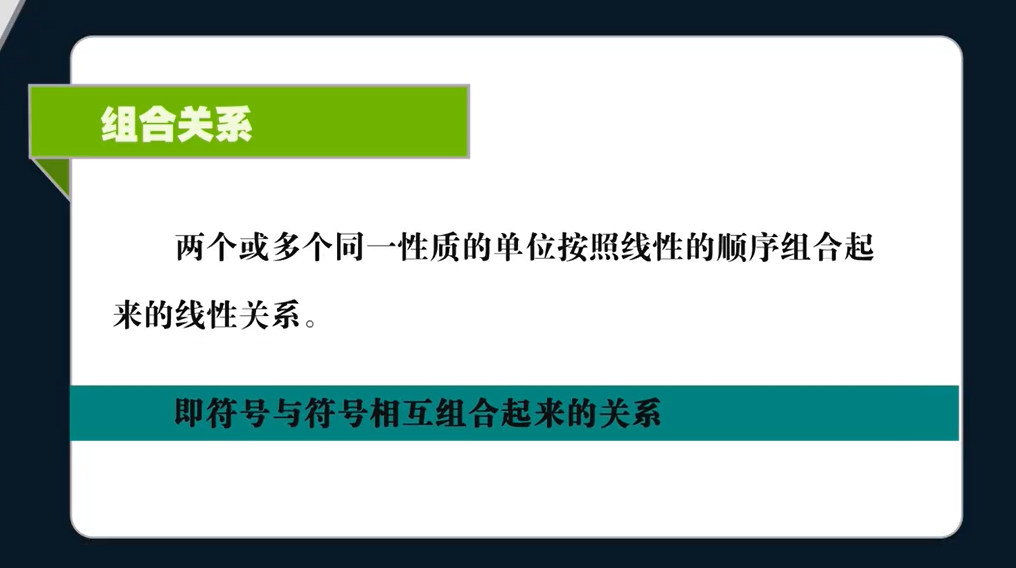 组合关系
两个或多个同一性质的单位按照线性的顺序组合起
来的线性关系。
即符号与符号相互组合起来的关系